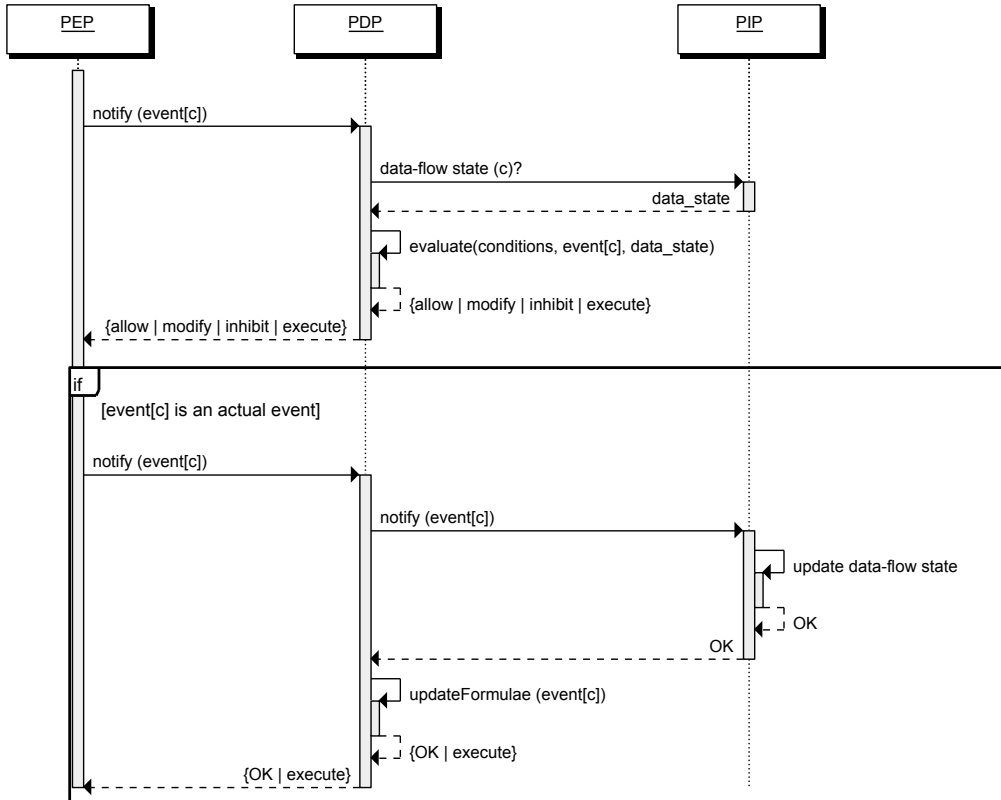 PEP
PDP
PIP
notify (event[c])
data-flow state (c)?
data_state
evaluate(conditions, event[c], data_state)
{allow | modify | inhibit | execute}
{allow | modify | inhibit | execute}
if
[event[c] is an actual event]
notify (event[c])
notify (event[c])
update data-flow state
OK
OK
updateFormulae (event[c])
{OK | execute}
{OK | execute}